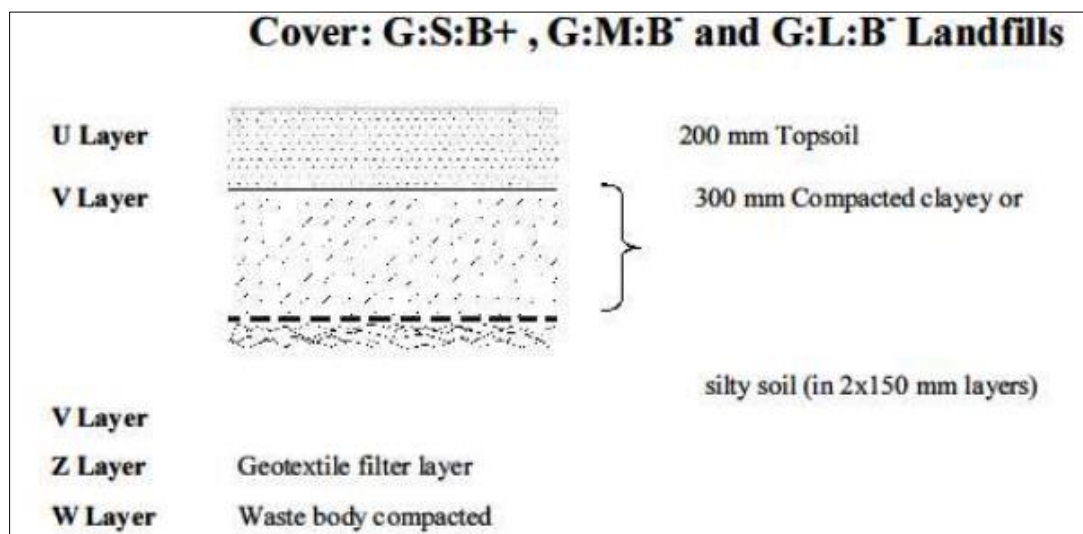 Cover: G:S:B+ , G:M:B⁻ and G:L:B⁻ Landfills
U Layer 200 mm Topsoil
V Layer 300 mm Compacted clayey or
silty soil (in 2x150 mm layers)
V Layer
Z Layer Geotextile filter layer
W Layer Waste body compacted